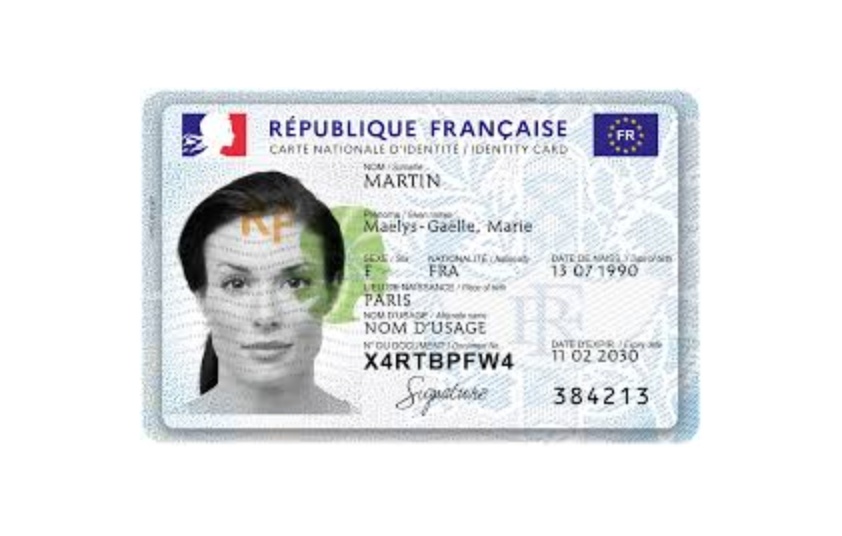 RÉPUBLIQUE FRANÇAISE
FR
CARTE NATIONALE D'IDENTITÉ / IDENTITY CARD
NOM / Surname
MARTIN
Prénoms / Given names
Maelys-Gaëlle, Marie
SEXE / Sex NATIONALITÉ / Nationality DATE DE NAISS. / Date of birth
F FRA 13 07 1990
LIEU DE NAISSANCE / Place of birth
PARIS
NOM D'USAGE / Alternate name
NOM D'USAGE
N° DU DOCUMENT / Document No DATE D'EXPIR. / Expiry date
X4RTBPFW4 11 02 2030
Signature 384213
RF
RF